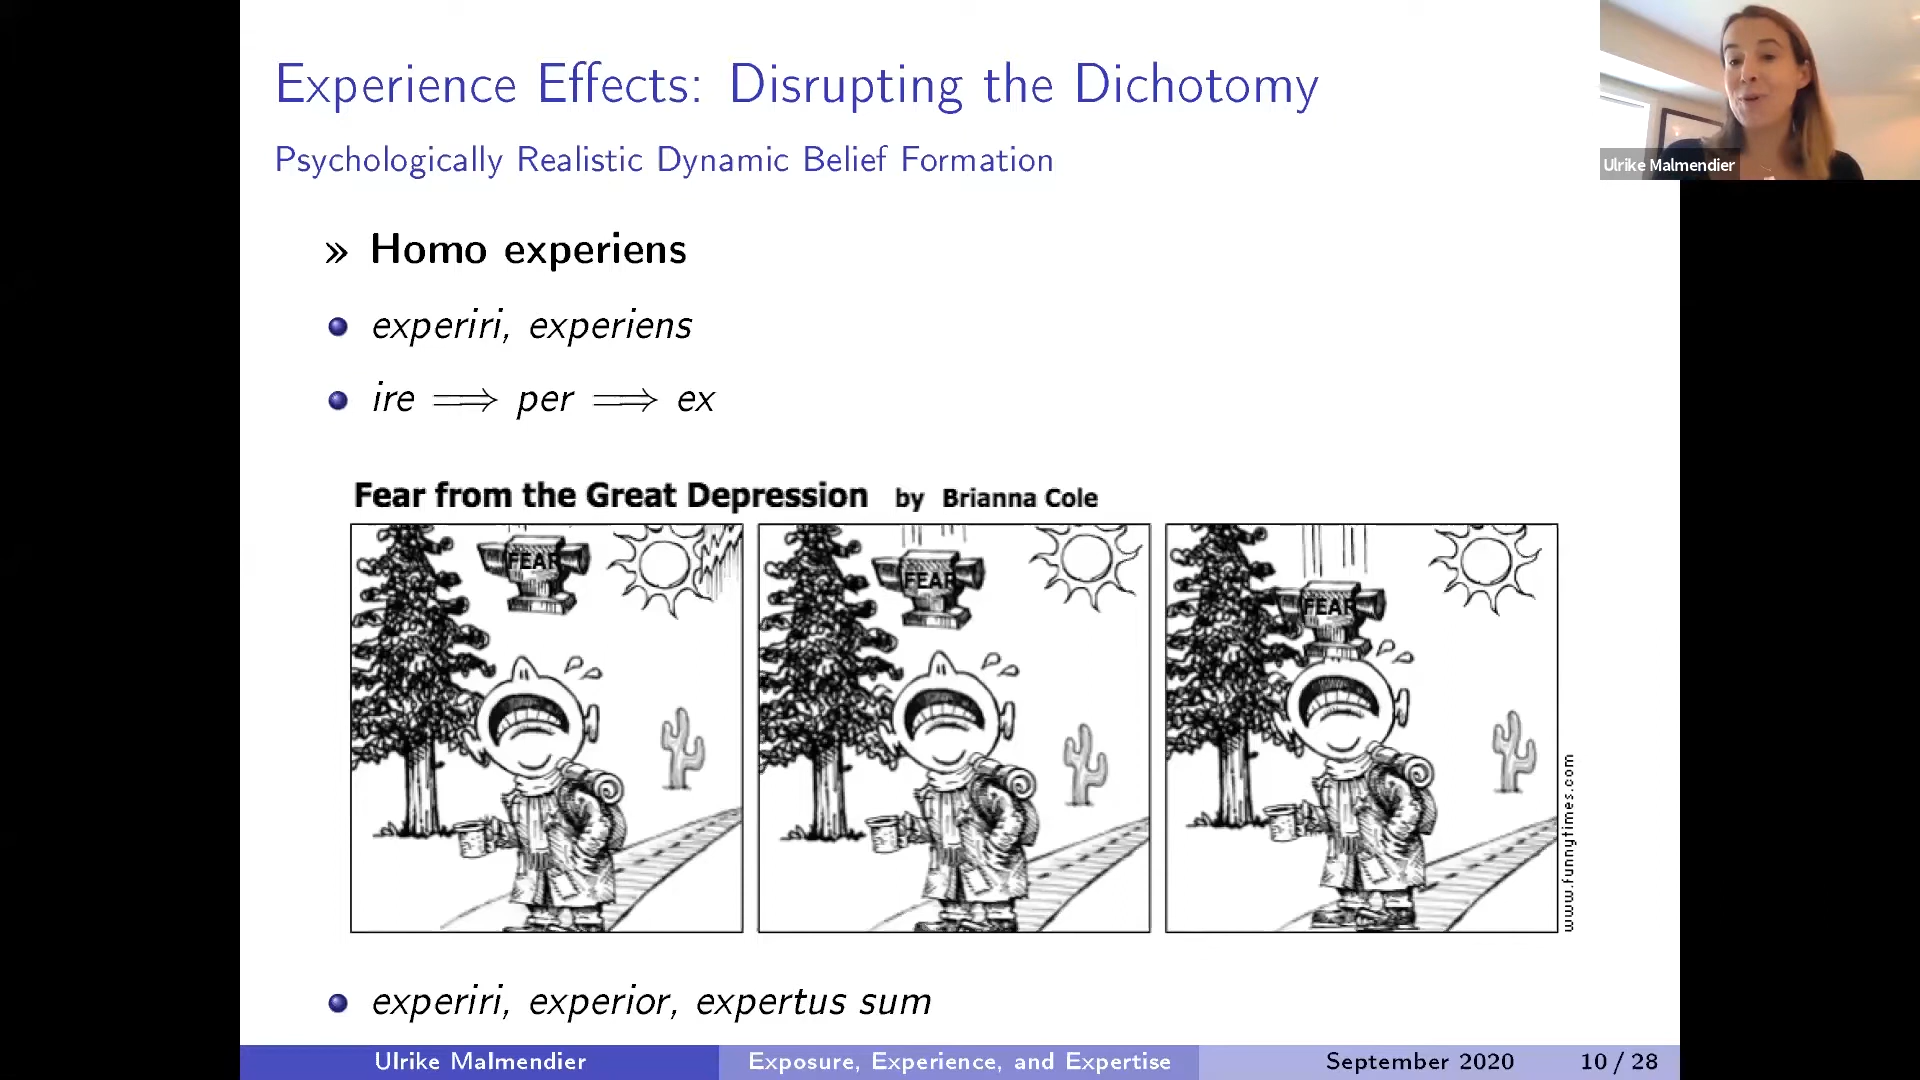 Experience Effects: Disrupting the Dichotomy
Psychologically Realistic Dynamic Belief Formation
Ulrike Malmendier
» Homo experiens
experiri, experiens
ire ⟹ per ⟹ ex
Fear from the Great Depression by Brianna Cole
FEAR
FEAR
FEAR
www.funnytimes.com
experiri, experior, expertus sum
Ulrike Malmendier Exposure, Experience, and Expertise September 2020 10 / 28